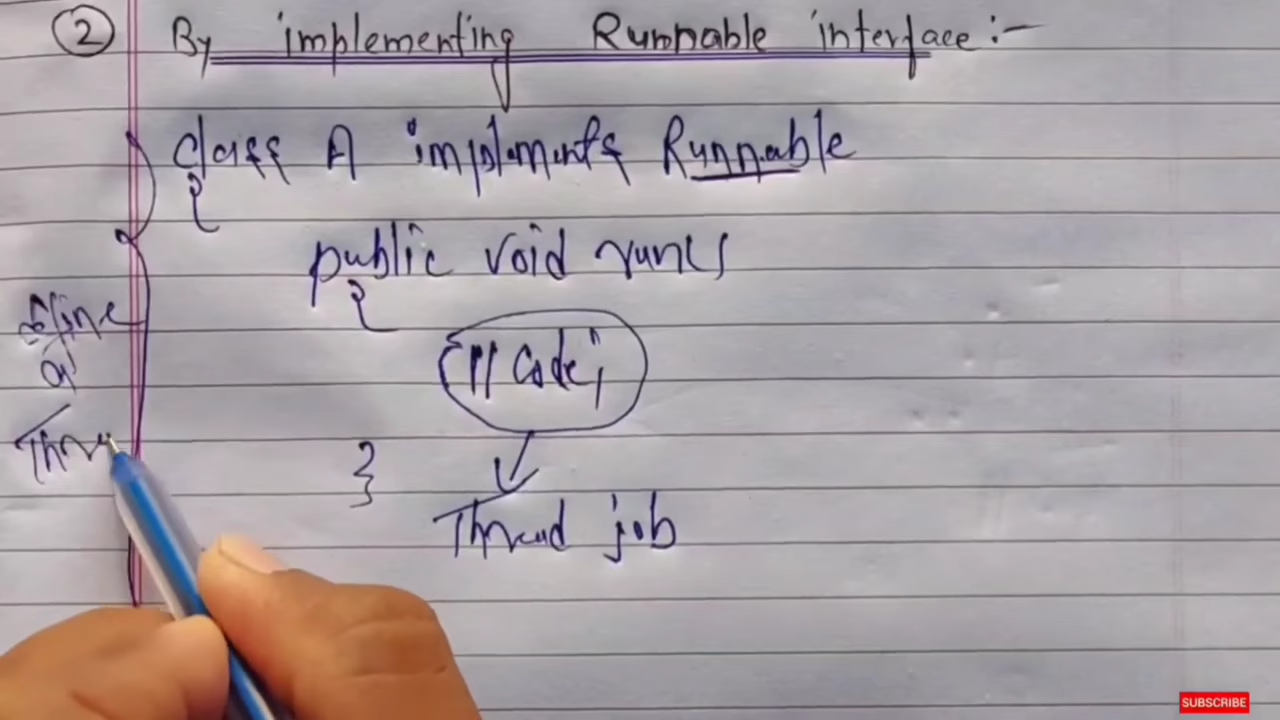 ② By implementing Runnable interface:-
class A implements Runnable
{
public void run()
{
// Code;
}
Thread job
define
a
Thre
SUBSCRIBE